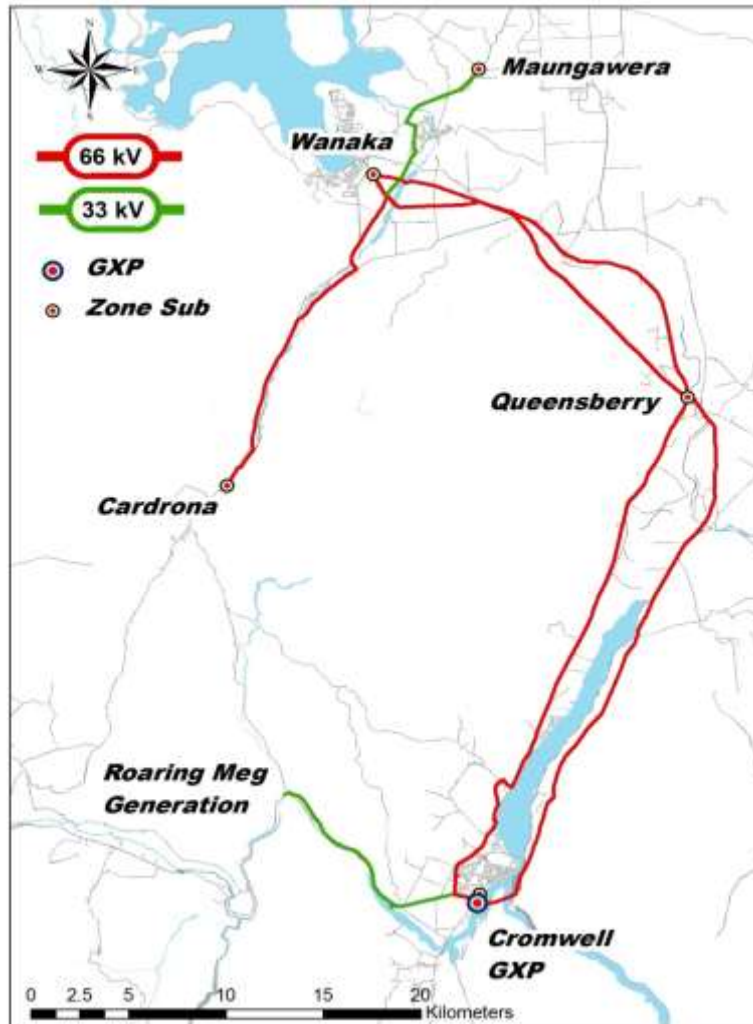 N
W
E
S
Maungawera
Wanaka
66 kV
33 kV
GXP
Zone Sub
Queensberry
Cardrona
Roaring Meg
Generation
Cromwell
GXP
0 2.5 5 10 15 20
Kilometers